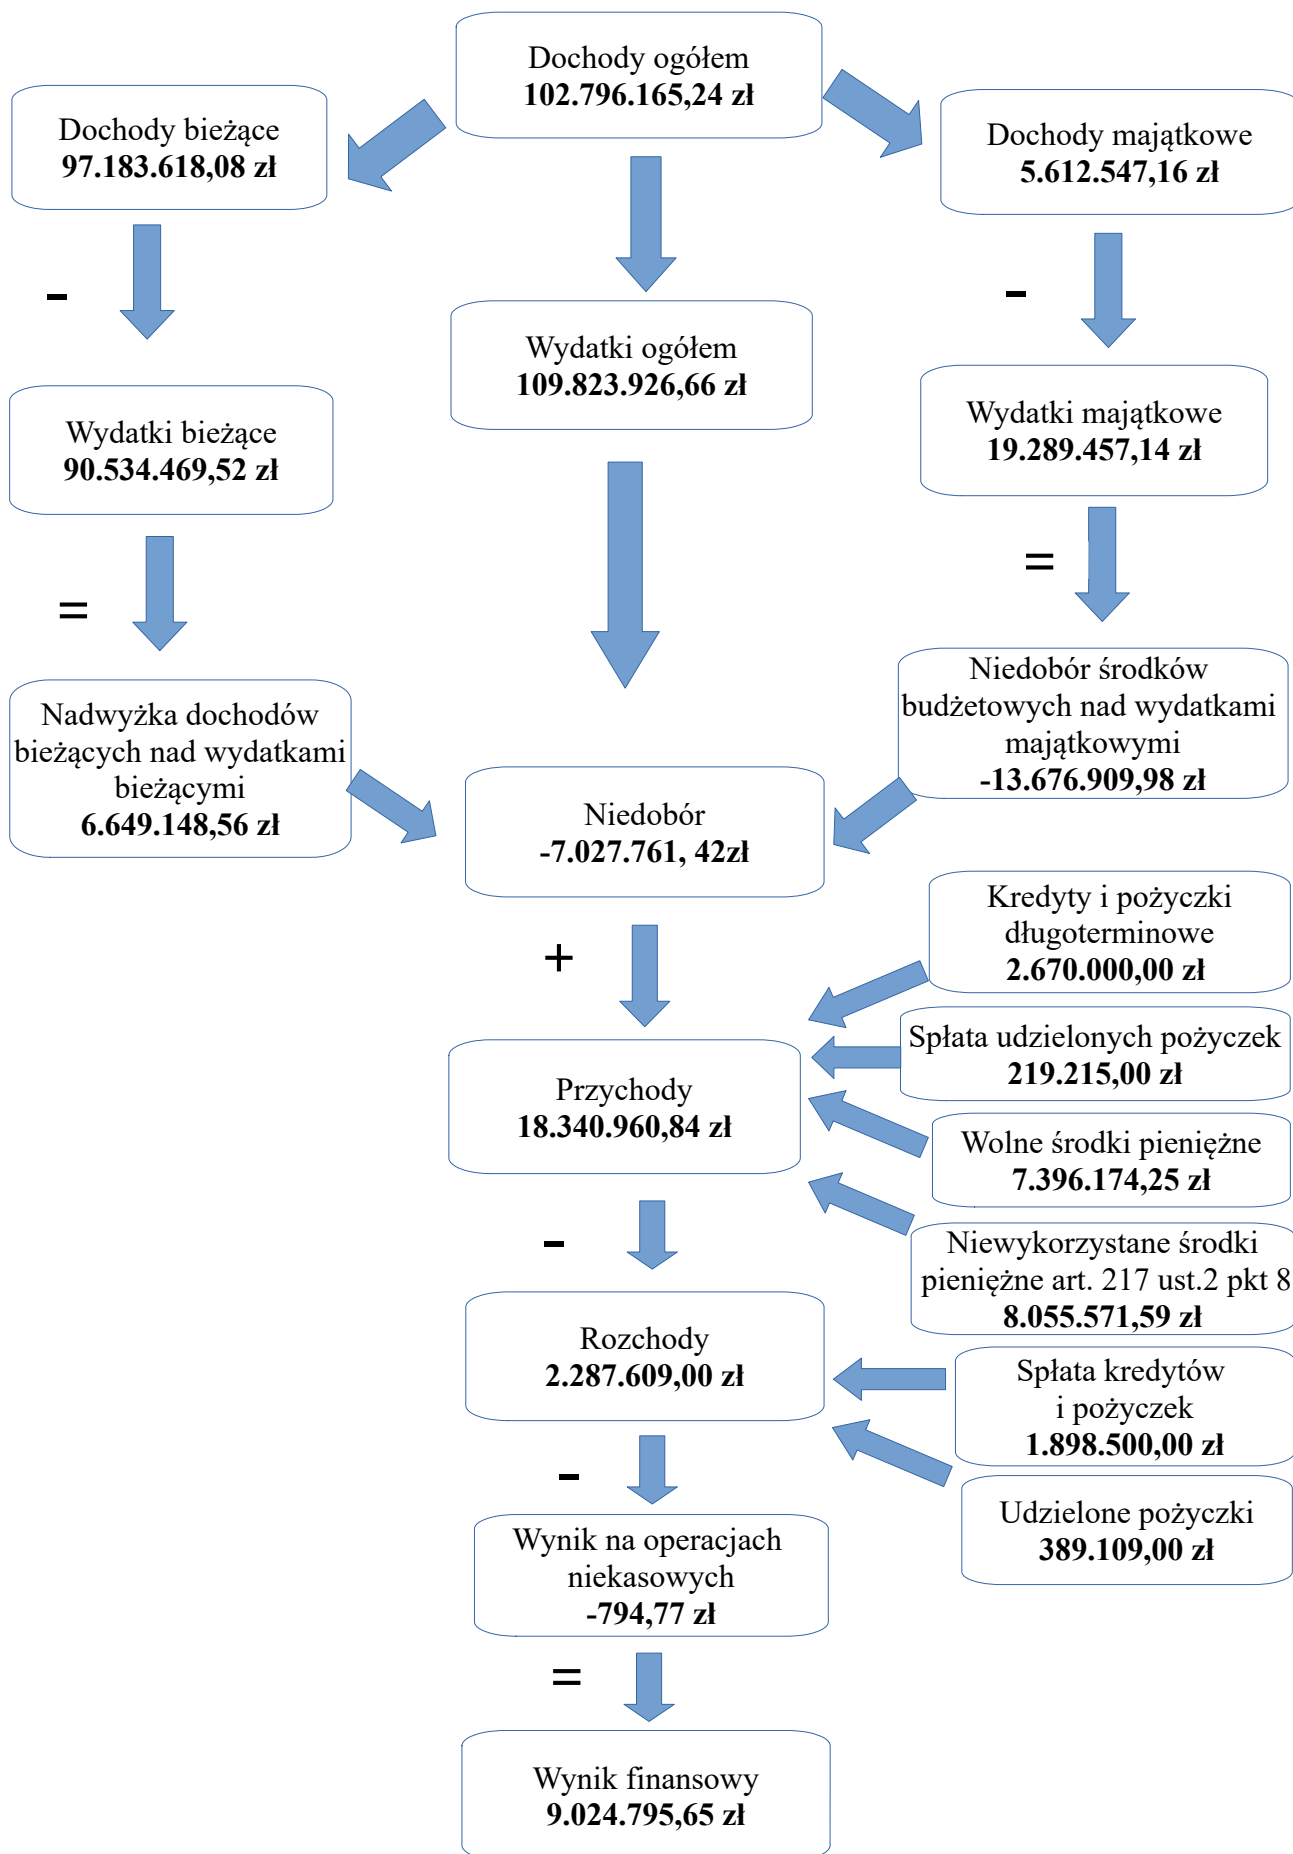 Dochody ogółem
102.796.165,24 zł
Dochody bieżące
97.183.618,08 zł
Dochody majątkowe
5.612.547,16 zł
-
-
Wydatki ogółem
109.823.926,66 zł
Wydatki bieżące
90.534.469,52 zł
Wydatki majątkowe
19.289.457,14 zł
=
=
Nadwyżka dochodów
bieżących nad wydatkami
bieżącymi
6.649.148,56 zł
Niedobór środków
budżetowych nad wydatkami
majątkowymi
-13.676.909,98 zł
Niedobór
-7.027.761, 42zł
+
Kredyty i pożyczki
długoterminowe
2.670.000,00 zł
Spłata udzielonych pożyczek
219.215,00 zł
Przychody
18.340.960,84 zł
Wolne środki pieniężne
7.396.174,25 zł
-
Niewykorzystane środki
pieniężne art. 217 ust.2 pkt 8
8.055.571,59 zł
Rozchody
2.287.609,00 zł
Spłata kredytów
i pożyczek
1.898.500,00 zł
-
Udzielone pożyczki
389.109,00 zł
Wynik na operacjach
niekasowych
-794,77 zł
=
Wynik finansowy
9.024.795,65 zł